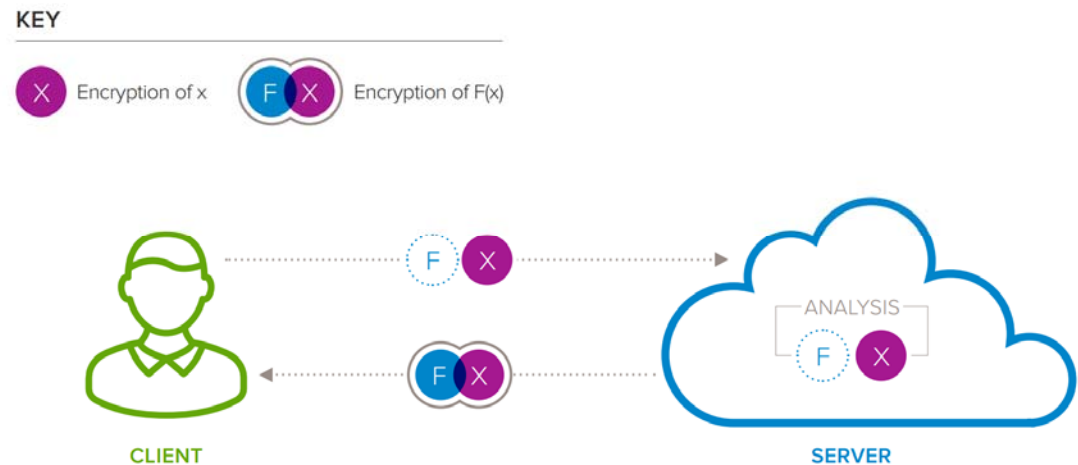 KEY
X Encryption of x F X Encryption of F(x)
F X
ANALYSIS
F X
F X
CLIENT SERVER